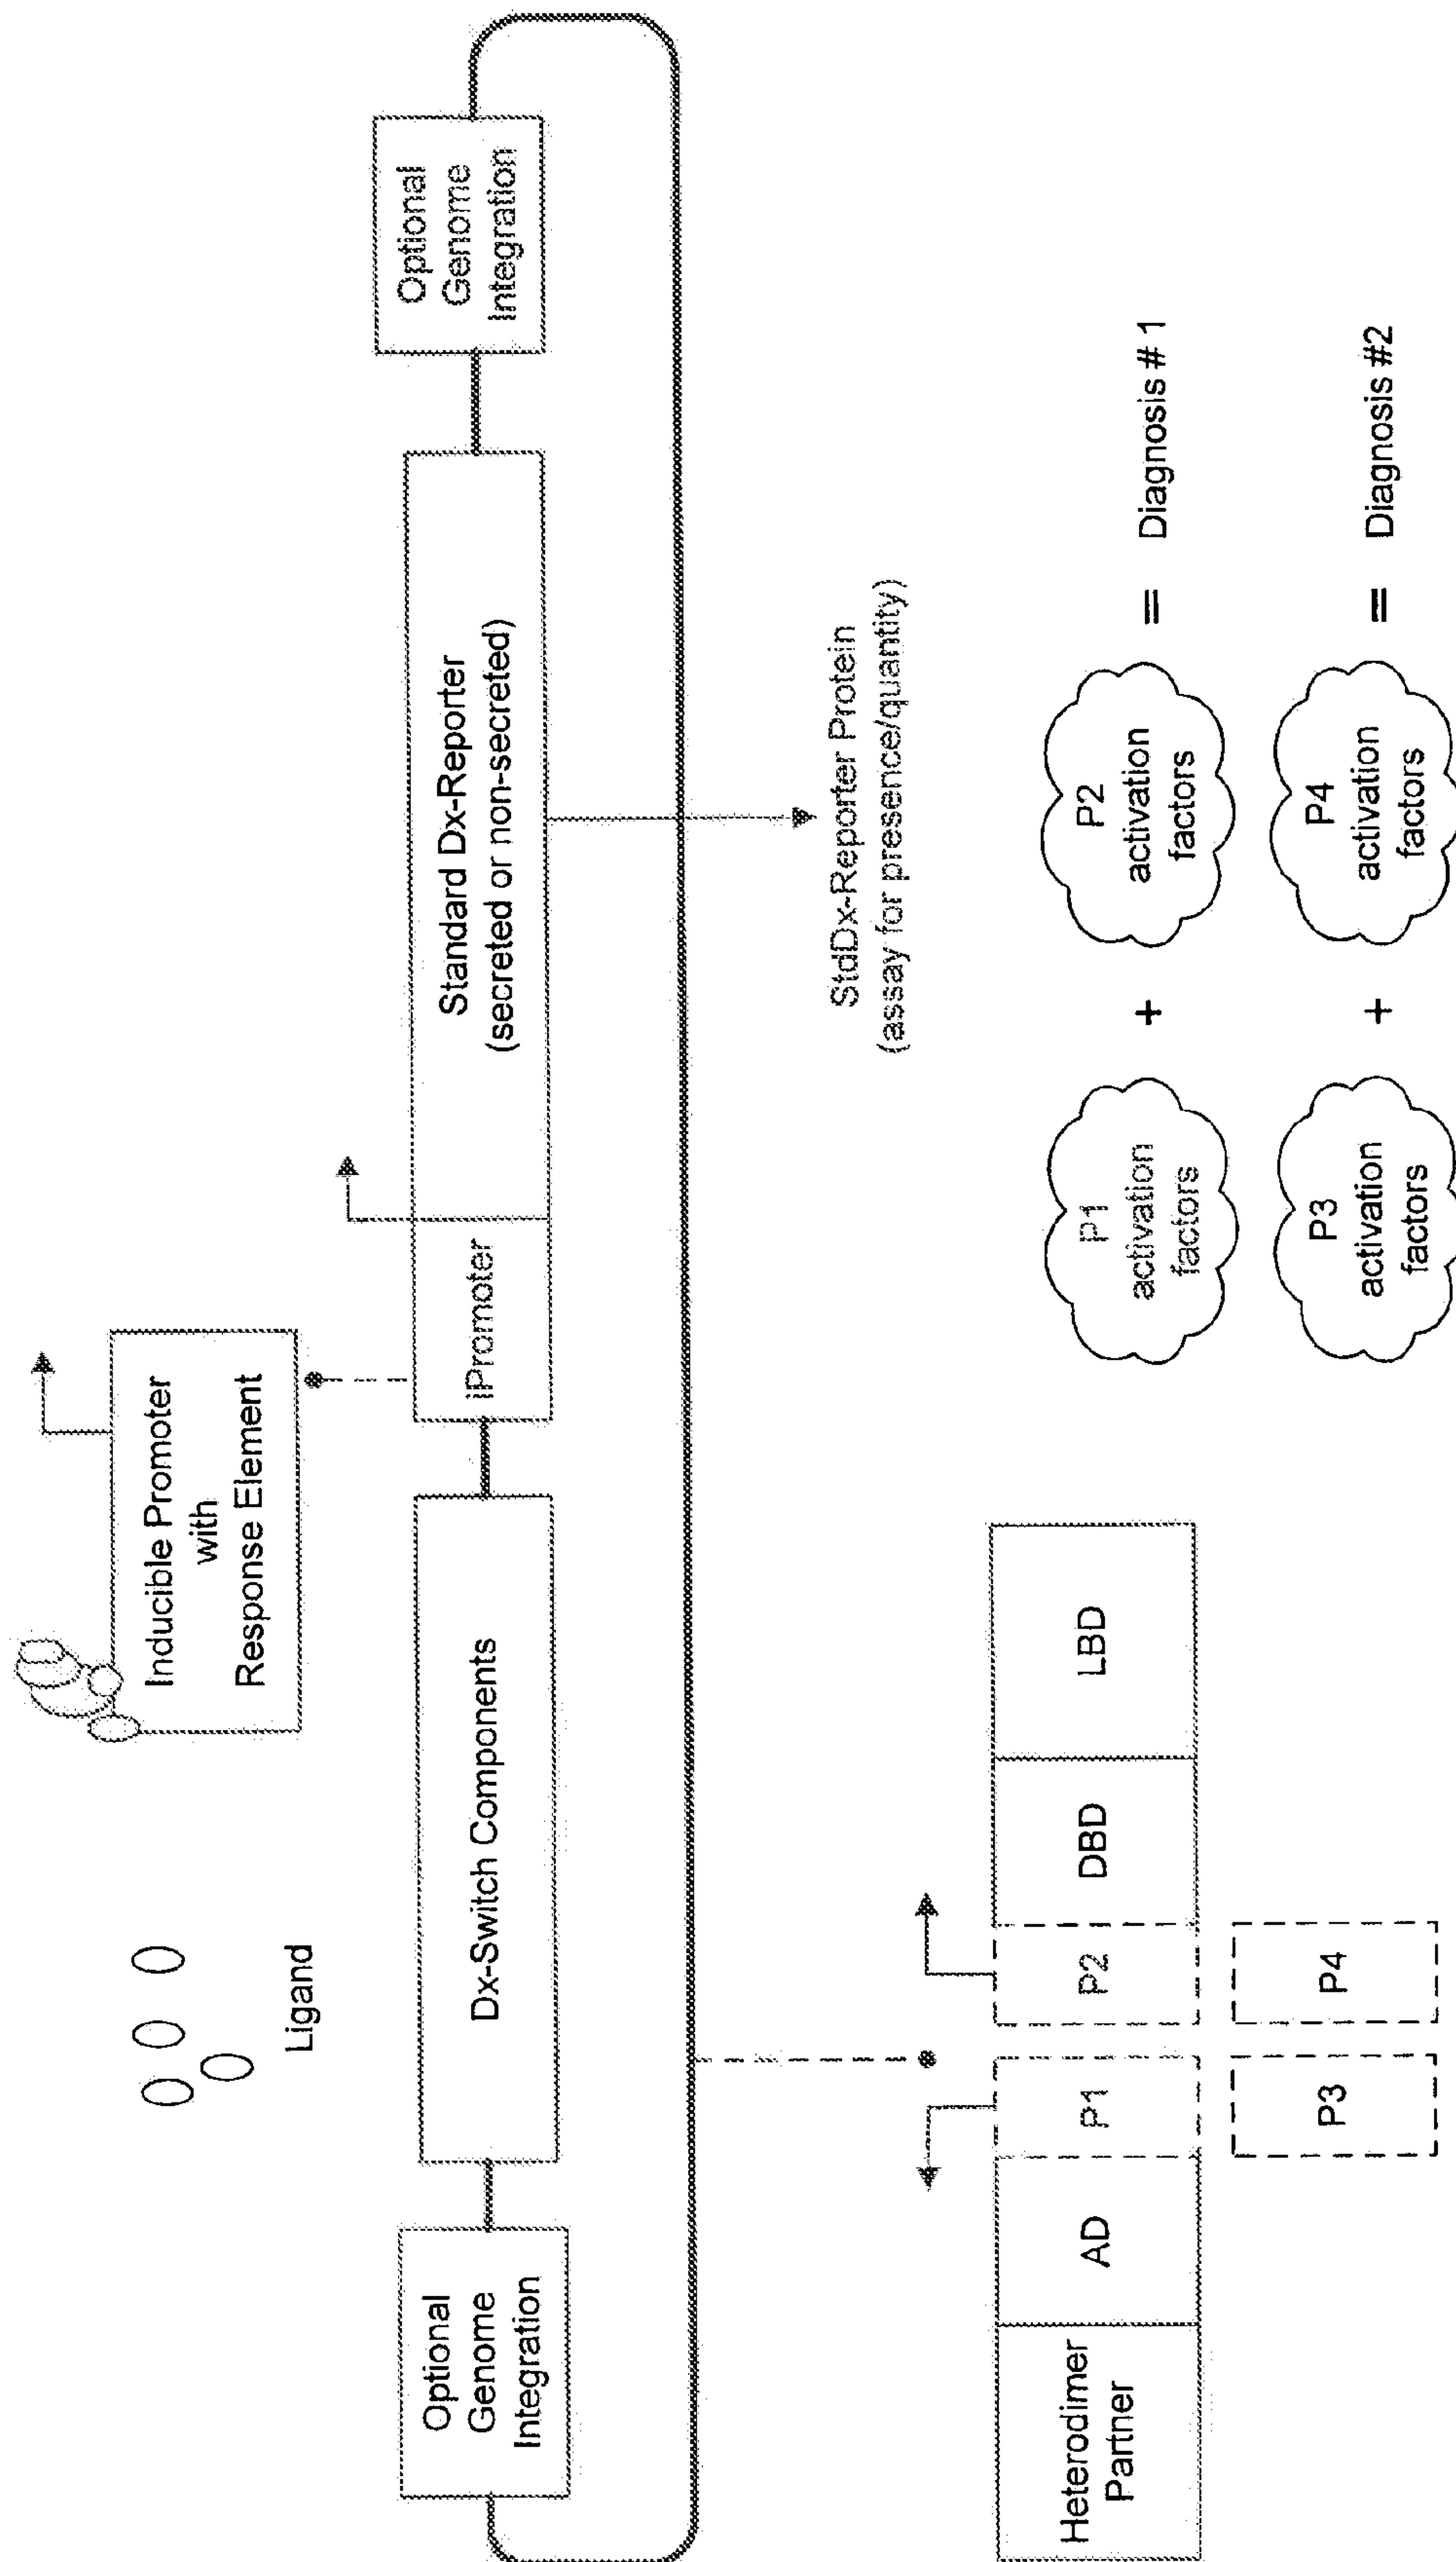 Ligand
Inducible Promoter
with
Response Element
Optional
Genome
Integration
Dx-Switch Components
iPromoter
Standard Dx-Reporter
(secreted or non-secreted)
Optional
Genome
Integration
StdDx-Reporter Protein
(assay for presence/quantity)
Heterodimer
Partner
AD
P1
P2
DBD
LBD
P3
P4
P1
activation
factors
+
P2
activation
factors
=
Diagnosis # 1
P3
activation
factors
+
P4
activation
factors
=
Diagnosis #2